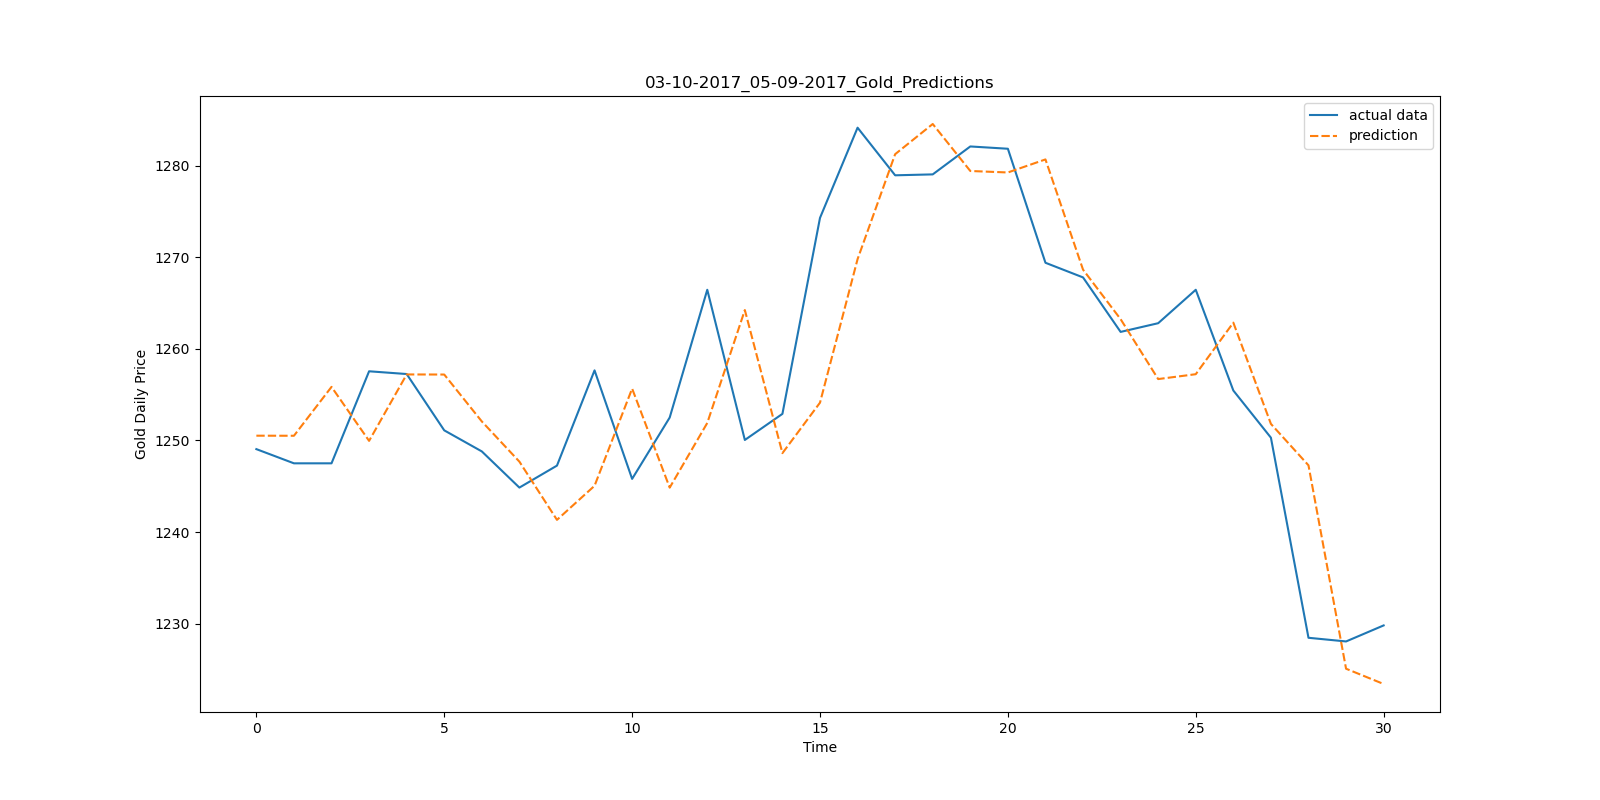 03-10-2017_05-09-2017_Gold_Predictions
actual data
prediction
Gold Daily Price
1280
1270
1260
1250
1240
1230
0 5 10 15 20 25 30
Time